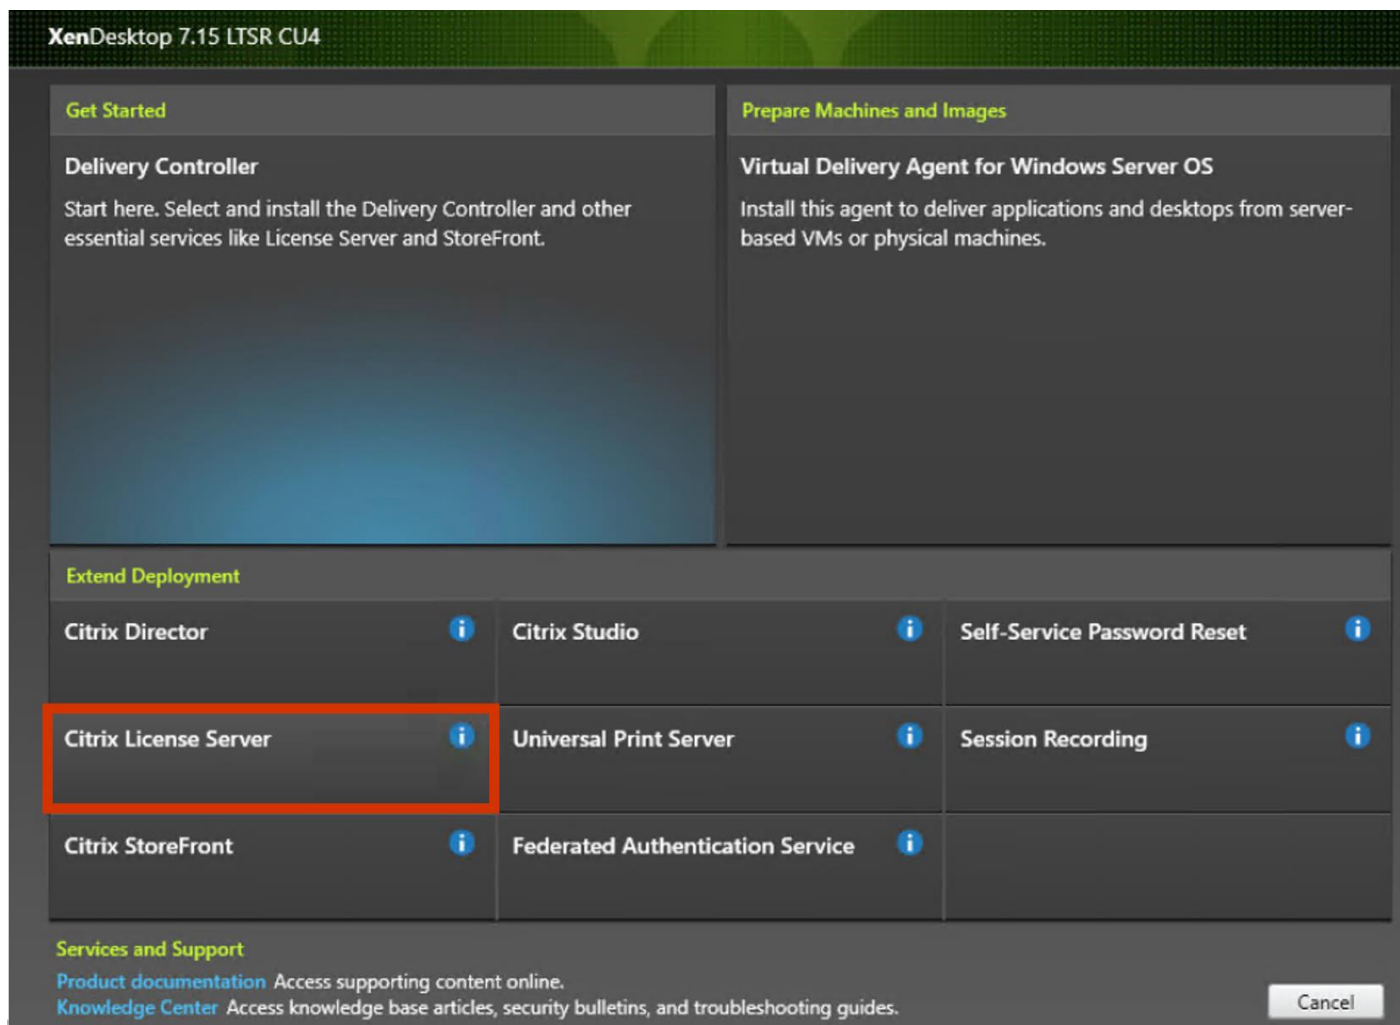 XenDesktop 7.15 LTSR CU4
Get Started
Delivery Controller
Start here. Select and install the Delivery Controller and other
essential services like License Server and StoreFront.
Prepare Machines and Images
Virtual Delivery Agent for Windows Server OS
Install this agent to deliver applications and desktops from server-
based VMs or physical machines.
Extend Deployment
Citrix Director
Citrix Studio
Self-Service Password Reset
Citrix License Server
Universal Print Server
Session Recording
Citrix StoreFront
Federated Authentication Service
Services and Support
Product documentation Access supporting content online.
Knowledge Center Access knowledge base articles, security bulletins, and troubleshooting guides.
Cancel